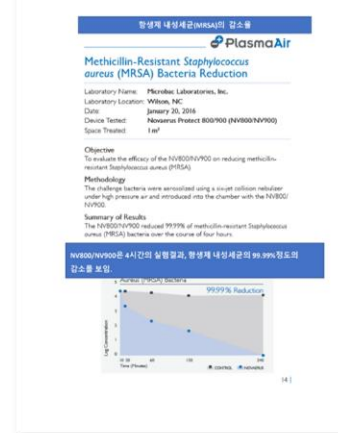 항생제 내성세균(MRSA)의 감소율
PlasmaAir
Methicillin-Resistant Staphylococcus
aureus (MRSA) Bacteria Reduction
Laboratory Name: Microbac Laboratories, Inc.
Laboratory Location: Wilson, NC
Date: January 20, 2016
Device Tested: Novaerus Protect 800/900 (NV800/NV900)
Space Treated: 1 m³
Objective
To evaluate the efficacy of the NV800/NV900 on reducing methicillin-
resistant Staphylococcus aureus (MRSA)
Methodology
The challenge bacteria were aerosolized using a six-jet collision nebulizer
under high pressure air and introduced into the chamber with the NV800/
NV900.
Summary of Results
The NV800/NV900 reduced 99.99% of methicillin-resistant Staphylococcus
aureus (MRSA) bacteria over the course of four hours.
NV800/NV900은 4시간의 실험결과, 항생제 내성세균의 99.99%정도의
감소율 보임.
Aureus (MRSA) Bacteria
99.99% Reduction
Log Concentration
Time (Minutes)
CONTROL NOVAERUS
14 |